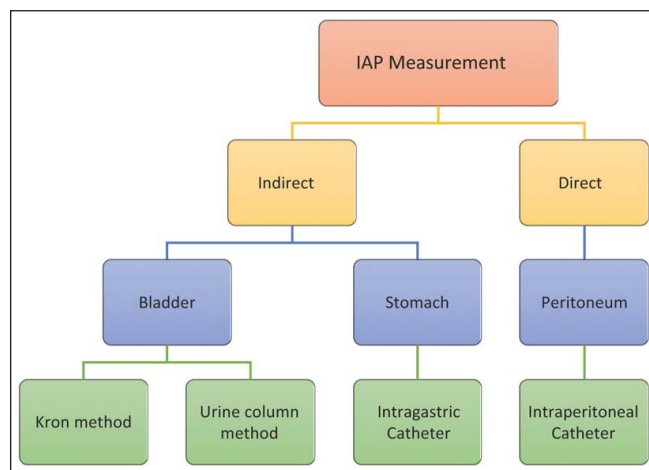 IAP Measurement
Indirect
Direct
Bladder
Stomach
Peritoneum
Kron method
Urine column
method
Intragastric
Catheter
Intraperitoneal
Catheter